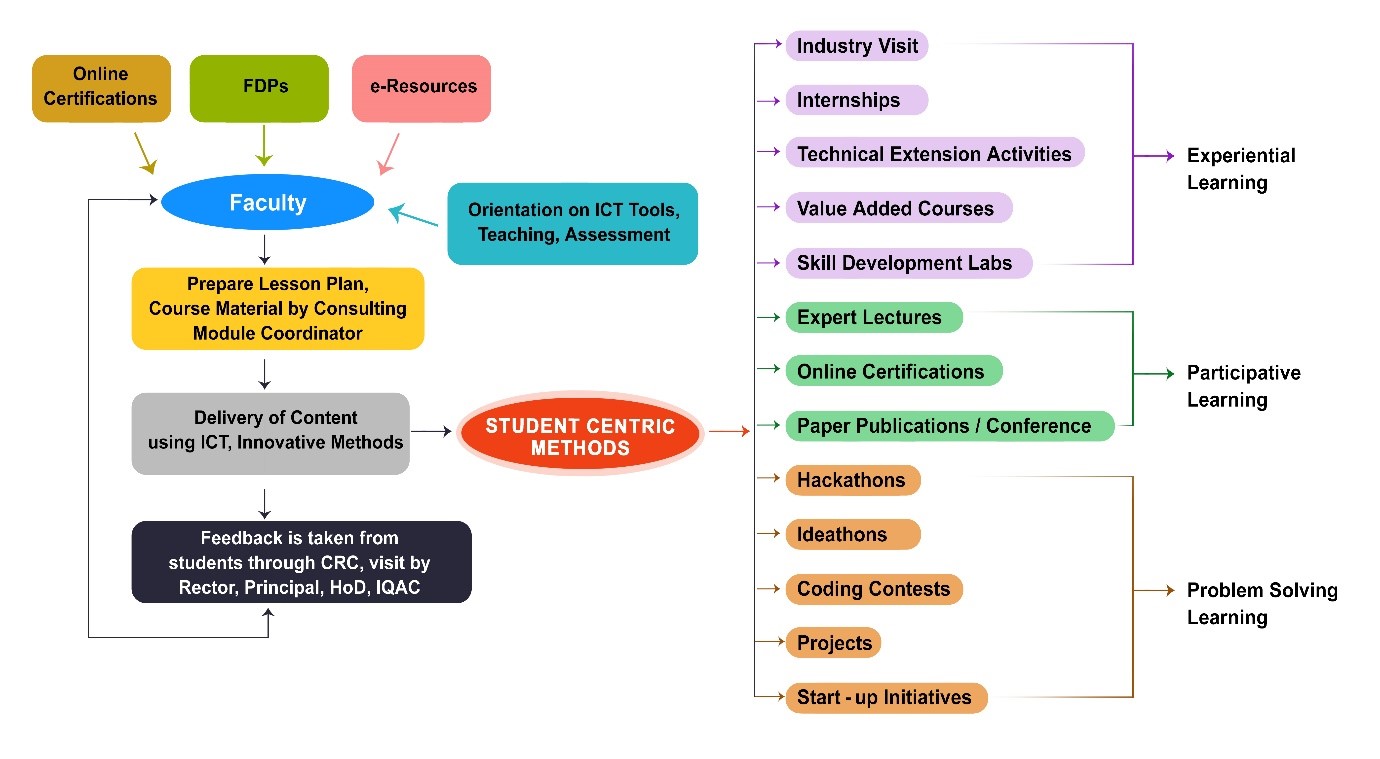 Online
Certifications
FDPs
e-Resources
Faculty
Orientation on ICT Tools,
Teaching, Assessment
Prepare Lesson Plan,
Course Material by Consulting
Module Coordinator
Delivery of Content
using ICT, Innovative Methods
Feedback is taken from
students through CRC, visit by
Rector, Principal, HoD, IQAC
STUDENT CENTRIC
METHODS
Industry Visit
Internships
Technical Extension Activities
Value Added Courses
Skill Development Labs
Experiential
Learning
Expert Lectures
Online Certifications
Paper Publications / Conference
Participative
Learning
Hackathons
Ideathons
Coding Contests
Projects
Start - up Initiatives
Problem Solving
Learning